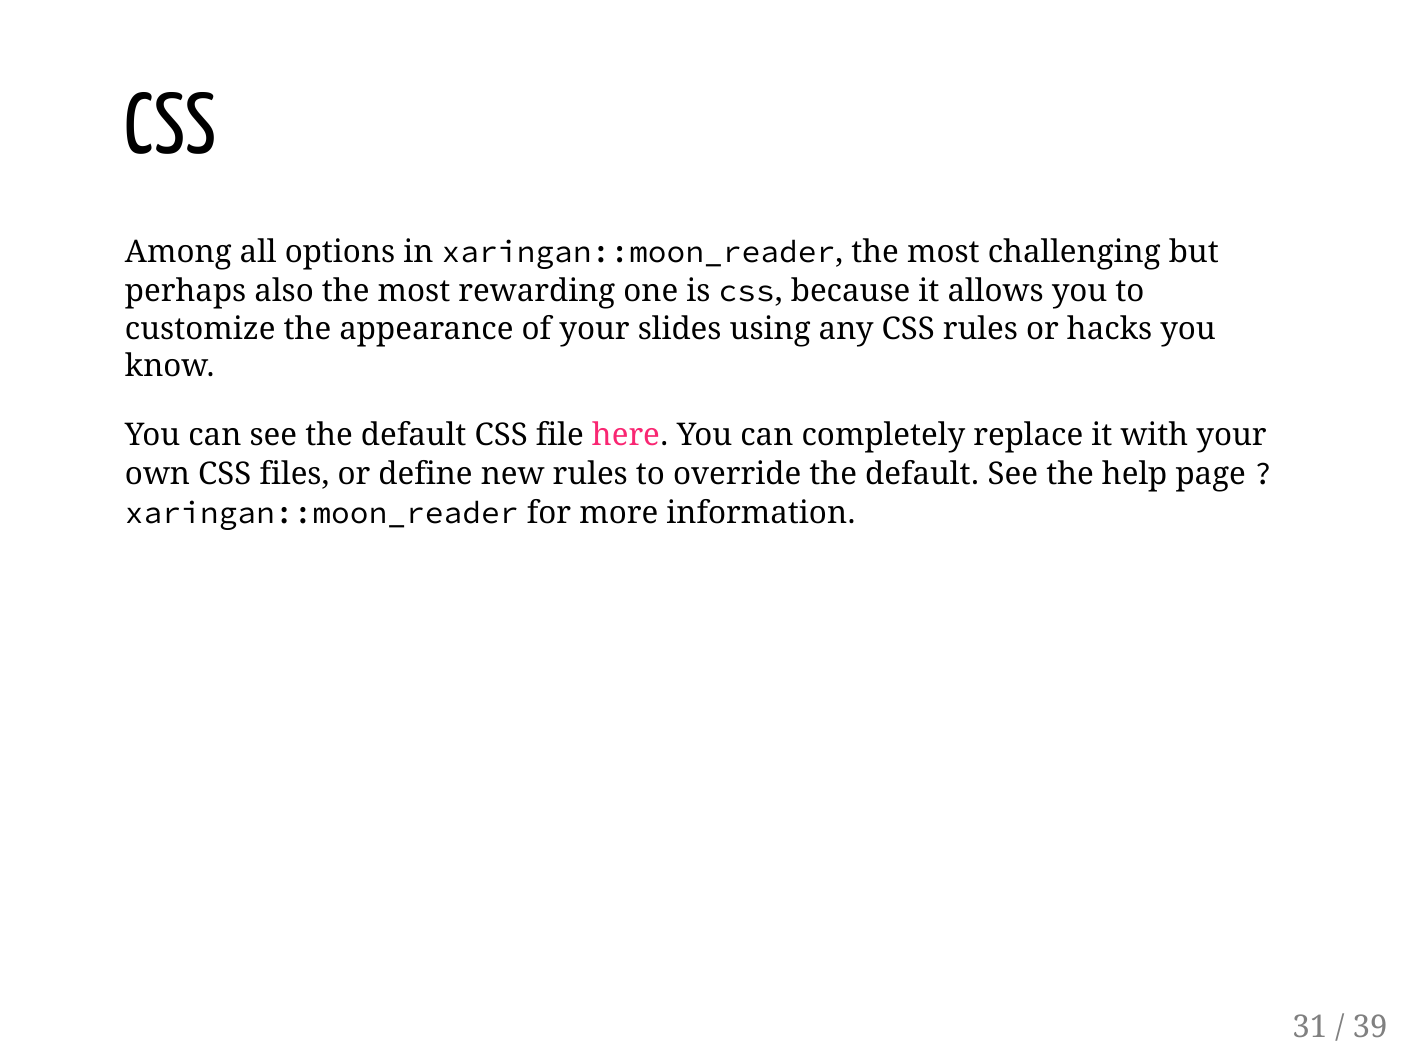 CSS
Among all options in xaringan::moon_reader, the most challenging but
perhaps also the most rewarding one is css, because it allows you to
customize the appearance of your slides using any CSS rules or hacks you
know.
You can see the default CSS file here. You can completely replace it with your
own CSS files, or define new rules to override the default. See the help page ?
xaringan::moon_reader for more information.
31 / 39